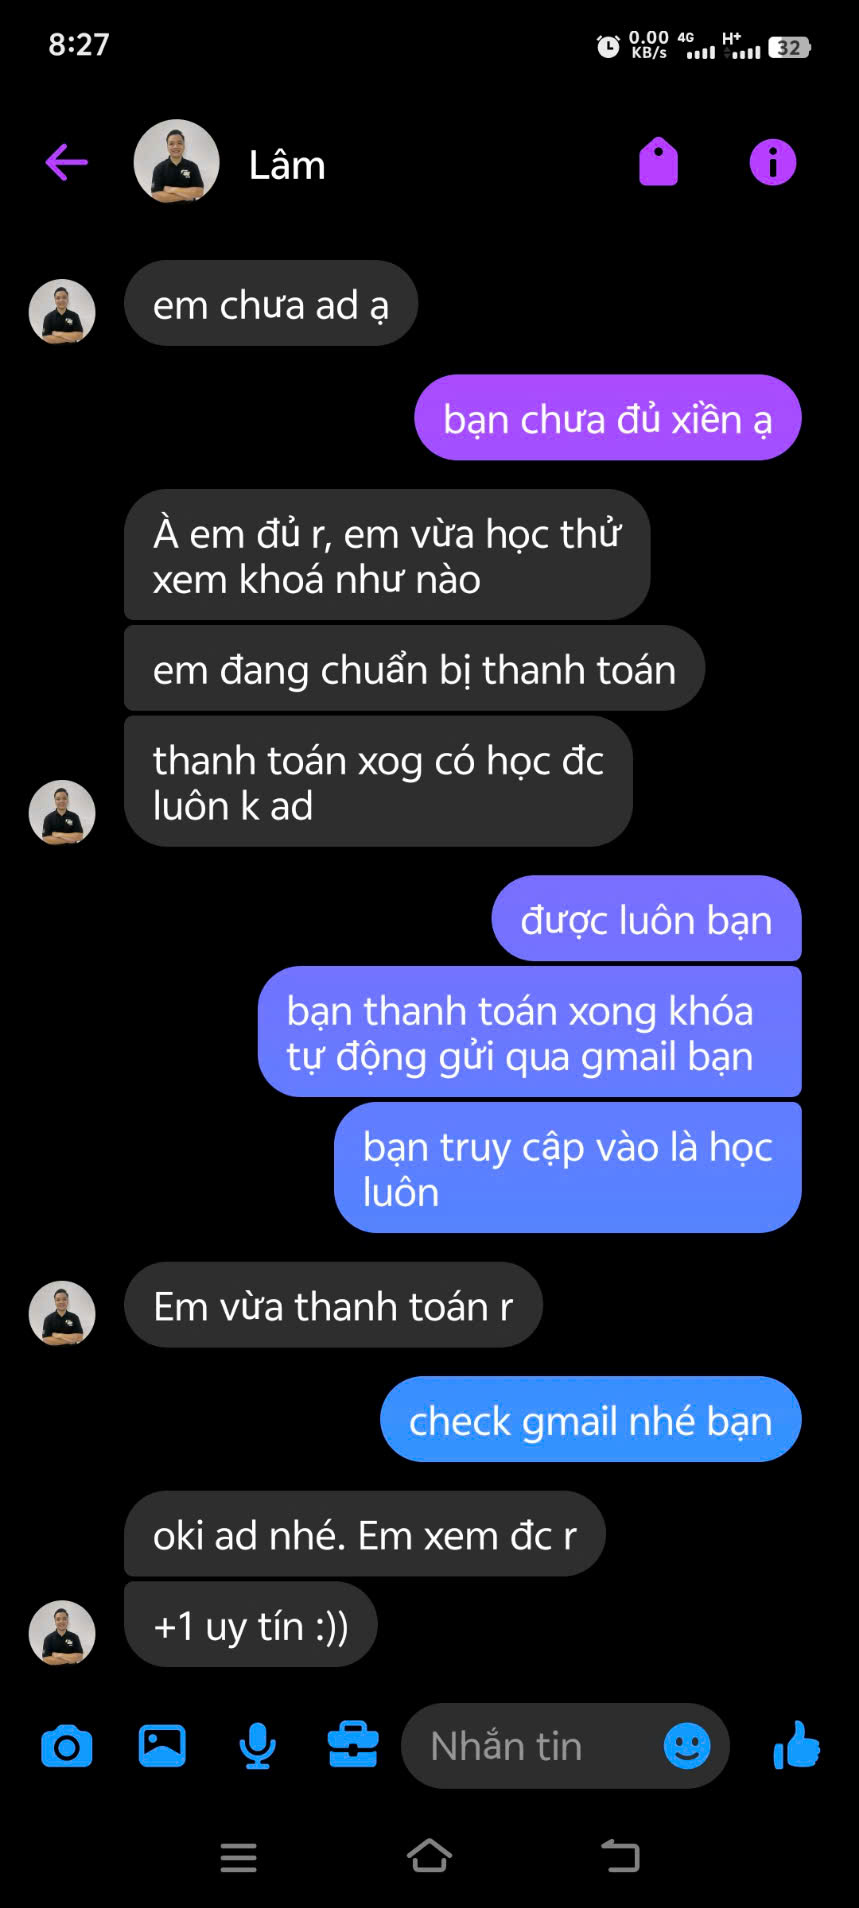 8:27
0.00
KB/s
4G
H+
32
Lâm
em chưa ad ạ
bạn chưa đủ xiền ạ
À em đủ r, em vừa học thử
xem khoá như nào
em đang chuẩn bị thanh toán
thanh toán xog có học đc
luôn k ad
được luôn bạn
bạn thanh toán xong khóa
tự động gửi qua gmail bạn
bạn truy cập vào là học
luôn
Em vừa thanh toán r
check gmail nhé bạn
oki ad nhé. Em xem đc r
+1 uy tín :))
Nhắn tin